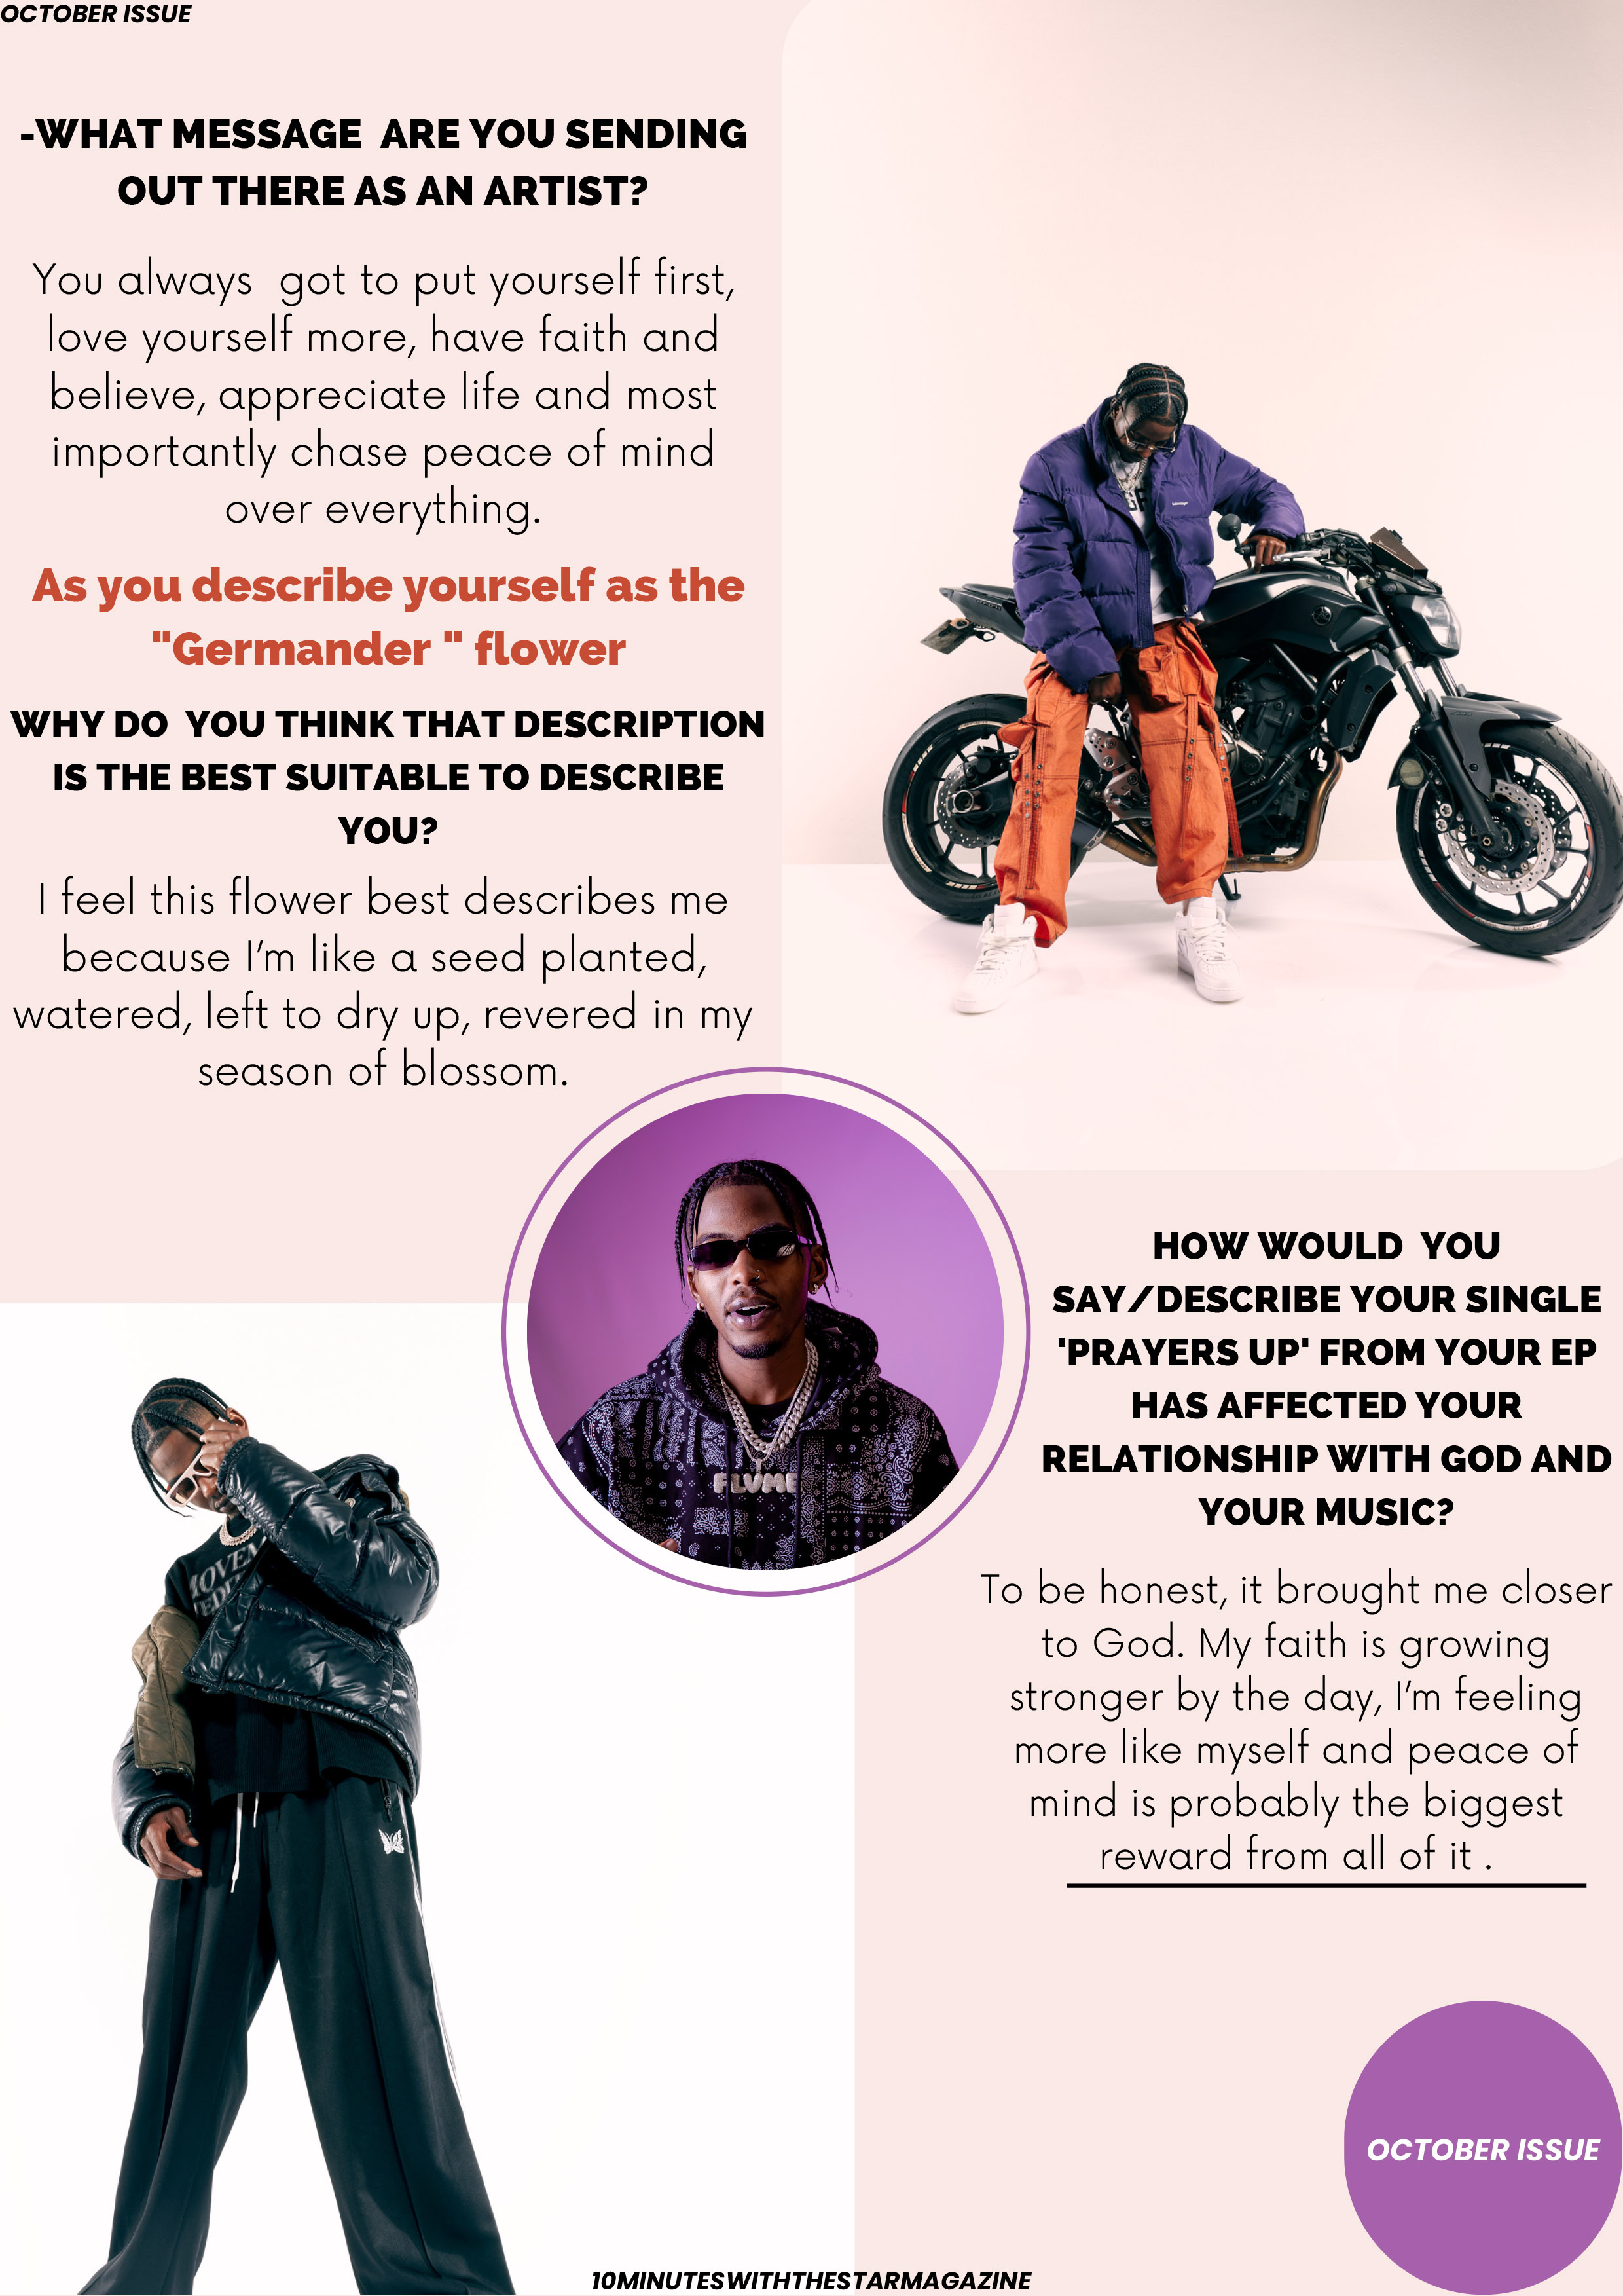 OCTOBER ISSUE
-WHAT MESSAGE  ARE YOU SENDING
OUT THERE AS AN ARTIST?
You always  got to put yourself first,
love yourself more, have faith and
believe, appreciate life and most
importantly chase peace of mind
over everything.
As you describe yourself as the
"Germander " flower
WHY DO  YOU THINK THAT DESCRIPTION
IS THE BEST SUITABLE TO DESCRIBE
YOU?
I feel this flower best describes me
because I’m like a seed planted,
watered, left to dry up, revered in my
season of blossom.
FLVME
HOW WOULD  YOU
SAY/DESCRIBE YOUR SINGLE
'PRAYERS UP' FROM YOUR EP
HAS AFFECTED YOUR
RELATIONSHIP WITH GOD AND
YOUR MUSIC?
To be honest, it brought me closer
to God. My faith is growing
stronger by the day, I’m feeling
more like myself and peace of
mind is probably the biggest
reward from all of it .
OCTOBER ISSUE
10MINUTESWITHTHESTARMAGAZINE